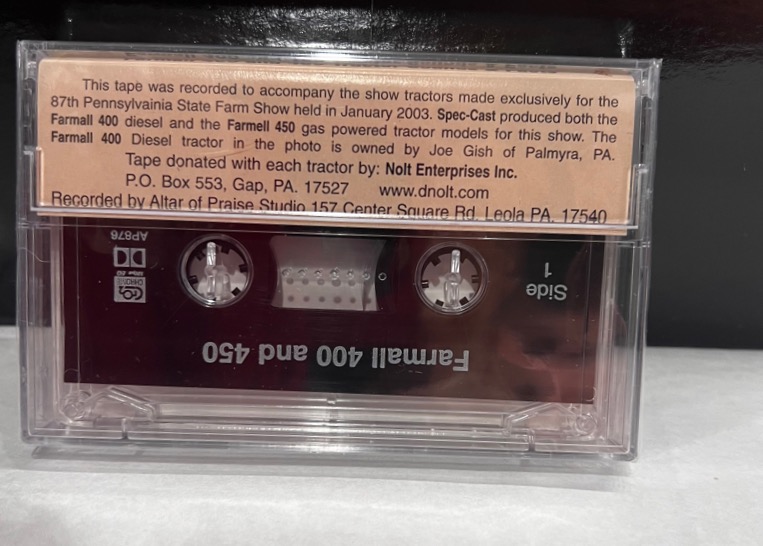 This tape was recorded to accompany the show tractors made exclusively for the
87th Pennsylvainia State Farm Show held in January 2003. Spec-Cast produced both the
Farmall 400 diesel and the Farmell 450 gas powered tractor models for this show. The
Farmall 400 Diesel tractor in the photo is owned by Joe Gish of Palmyra, PA.
Tape donated with each tractor by: Nolt Enterprises Inc.
P.O. Box 553, Gap, PA. 17527 www.dnolt.com
Recorded by Altar of Praise Studio 157 Center Square Rd. Leola PA. 17540
Farmall 400 and 450
Side
1
CHROME
AP876